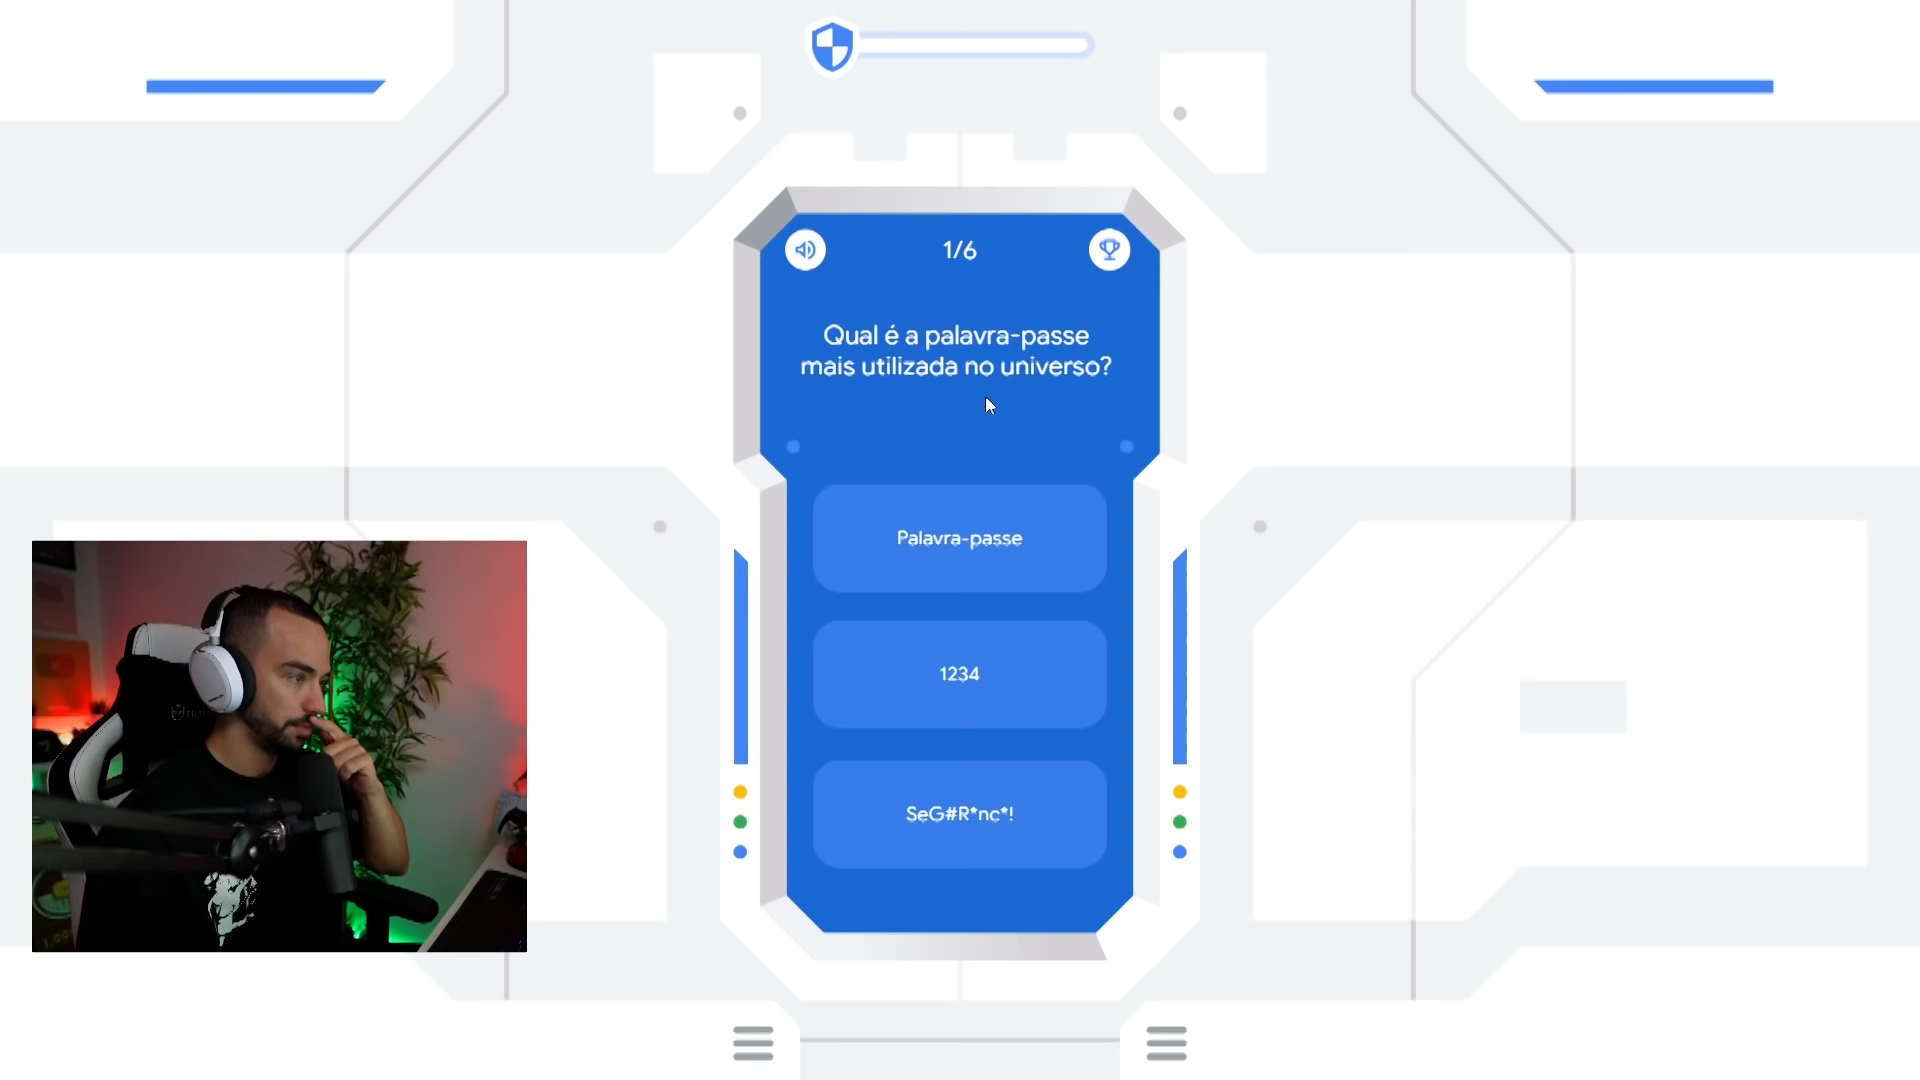 1/6
Qual é a palavra-passe
mais utilizada no universo?
Palavra-passe
1234
SeG#R*nc*!